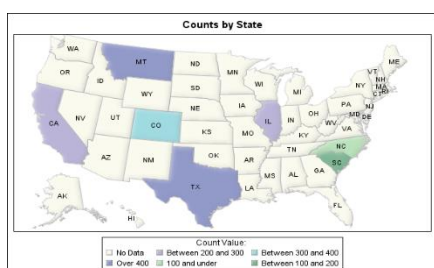 Counts by State
WA
MT
ND
MN
ME
VT
NH
OR
ID
SD
WI
MI
NY
MA
CT
RI
WY
IA
PA
NJ
NV
NE
IL
IN
OH
MD
DE
CA
UT
CO
KS
MO
WV
VA
KY
AZ
NM
OK
AR
TN
NC
SC
TX
LA
MS
AL
GA
FL
AK
HI
Count Value:
No Data
Between 200 and 300
Between 300 and 400
Over 400
100 and under
Between 100 and 200